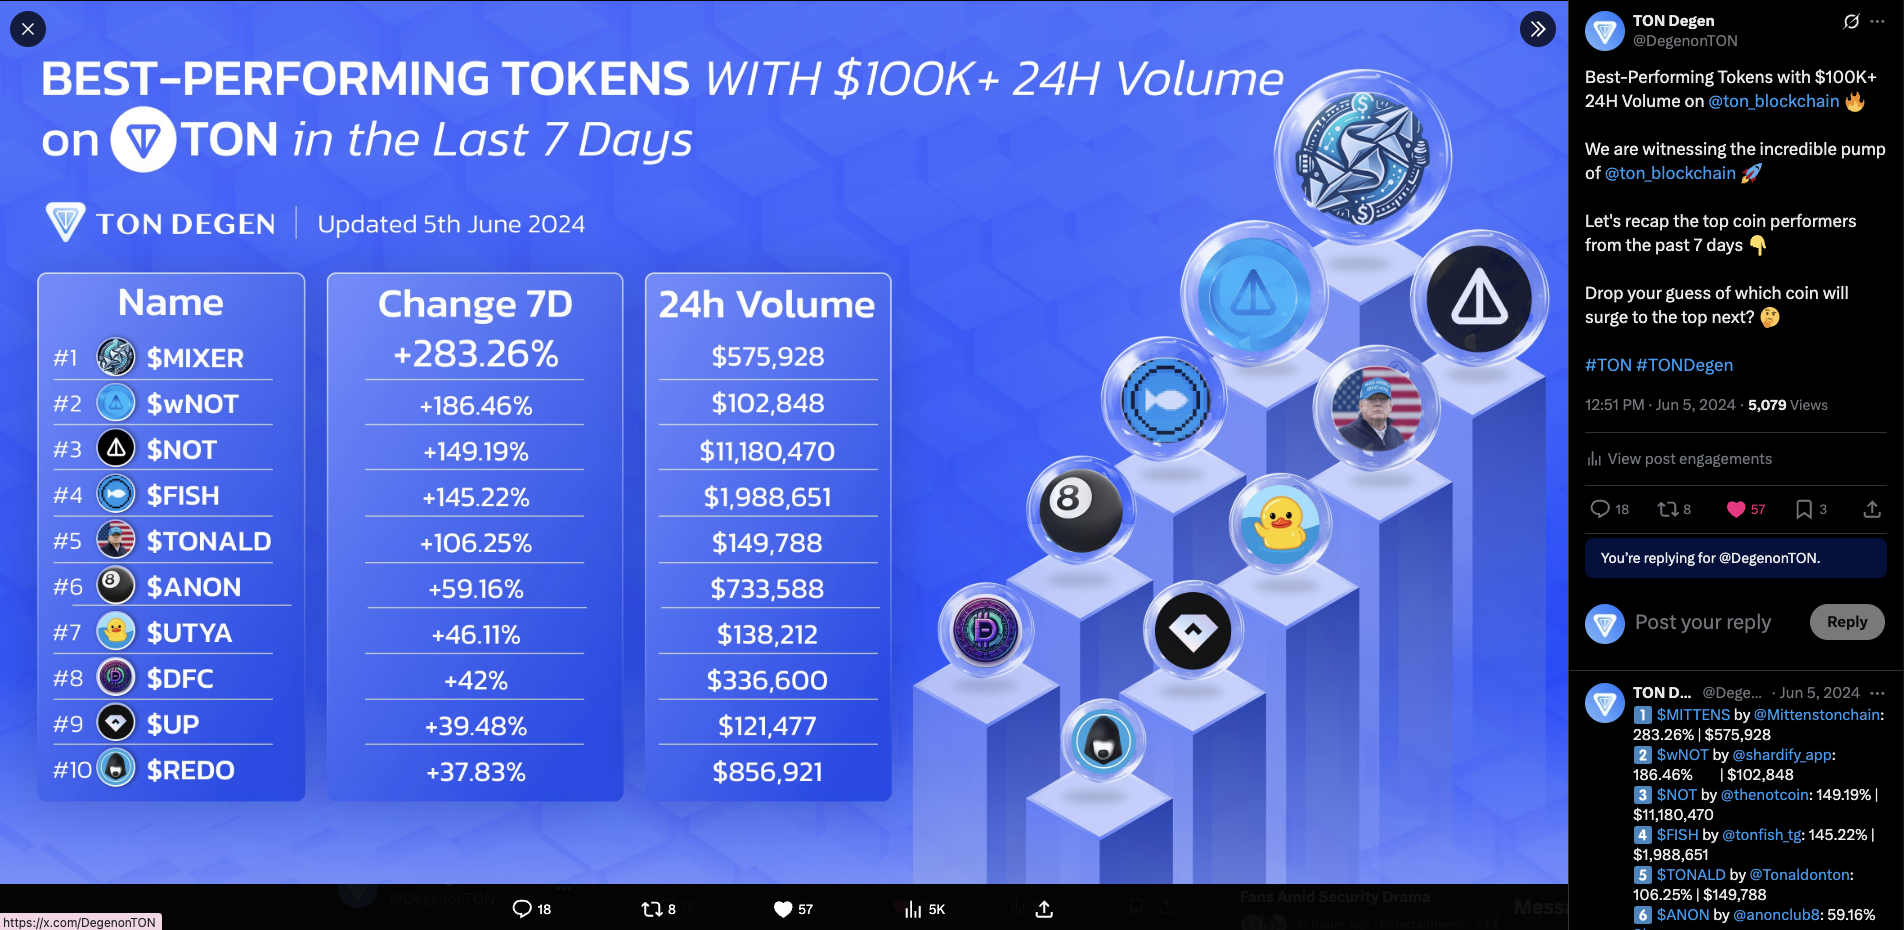 BEST-PERFORMING TOKENS WITH $100K+ 24H Volume
on TON in the Last 7 Days
TON DEGEN | Updated 5th June 2024
Name Change 7D 24h Volume
#1 $MIXER +283.26% $575,928
#2 $wNOT +186.46% $102,848
#3 $NOT +149.19% $11,180,470
#4 $FISH +145.22% $1,988,651
#5 $TONALD +106.25% $149,788
#6 $ANON +59.16% $733,588
#7 $UTYA +46.11% $138,212
#8 $DFC +42% $336,600
#9 $UP +39.48% $121,477
#10 $REDO +37.83% $856,921
8
8
18
8
57
5K
https://x.com/DegenonTON
@DegenonTON
Fans Amid Security Drama
TON Degen
@DegenonTON
Best-Performing Tokens with $100K+
24H Volume on @ton_blockchain 🔥
We are witnessing the incredible pump
of @ton_blockchain 🚀
Let's recap the top coin performers
from the past 7 days 👇
Drop your guess of which coin will
surge to the top next? 🤔
#TON #TONDegen
12:51 PM · Jun 5, 2024 · 5,079 Views
View post engagements
18 8 57 3
You're replying for @DegenonTON.
Post your reply Reply
TON D... @Dege... · Jun 5, 2024 ···
1️⃣ $MITTENS by @Mittenstonchain:
283.26% | $575,928
2️⃣ $wNOT by @shardify_app:
186.46% | $102,848
3️⃣ $NOT by @thenotcoin: 149.19% |
$11,180,470
4️⃣ $FISH by @tonfish_tg: 145.22% |
$1,988,651
5️⃣ $TONALD by @Tonaldonton:
106.25% | $149,788
6️⃣ $ANON by @anonclub8: 59.16%